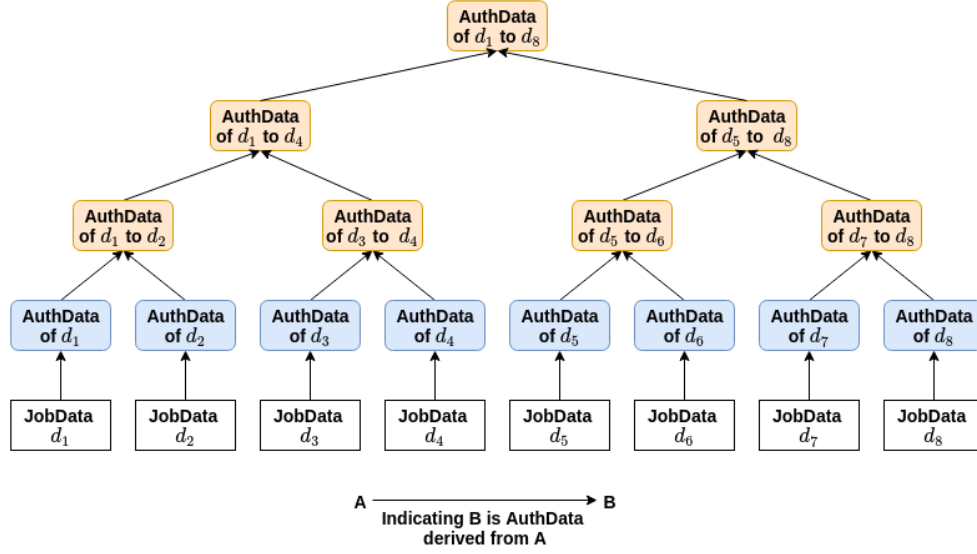 AuthData
of d₁ to d₈
AuthData
of d₁ to d₄
AuthData
of d₅ to d₈
AuthData
of d₁ to d₂
AuthData
of d₃ to d₄
AuthData
of d₅ to d₆
AuthData
of d₇ to d₈
AuthData
of d₁
AuthData
of d₂
AuthData
of d₃
AuthData
of d₄
AuthData
of d₅
AuthData
of d₆
AuthData
of d₇
AuthData
of d₈
JobData
d₁
JobData
d₂
JobData
d₃
JobData
d₄
JobData
d₅
JobData
d₆
JobData
d₇
JobData
d₈
A
B
Indicating B is AuthData
derived from A